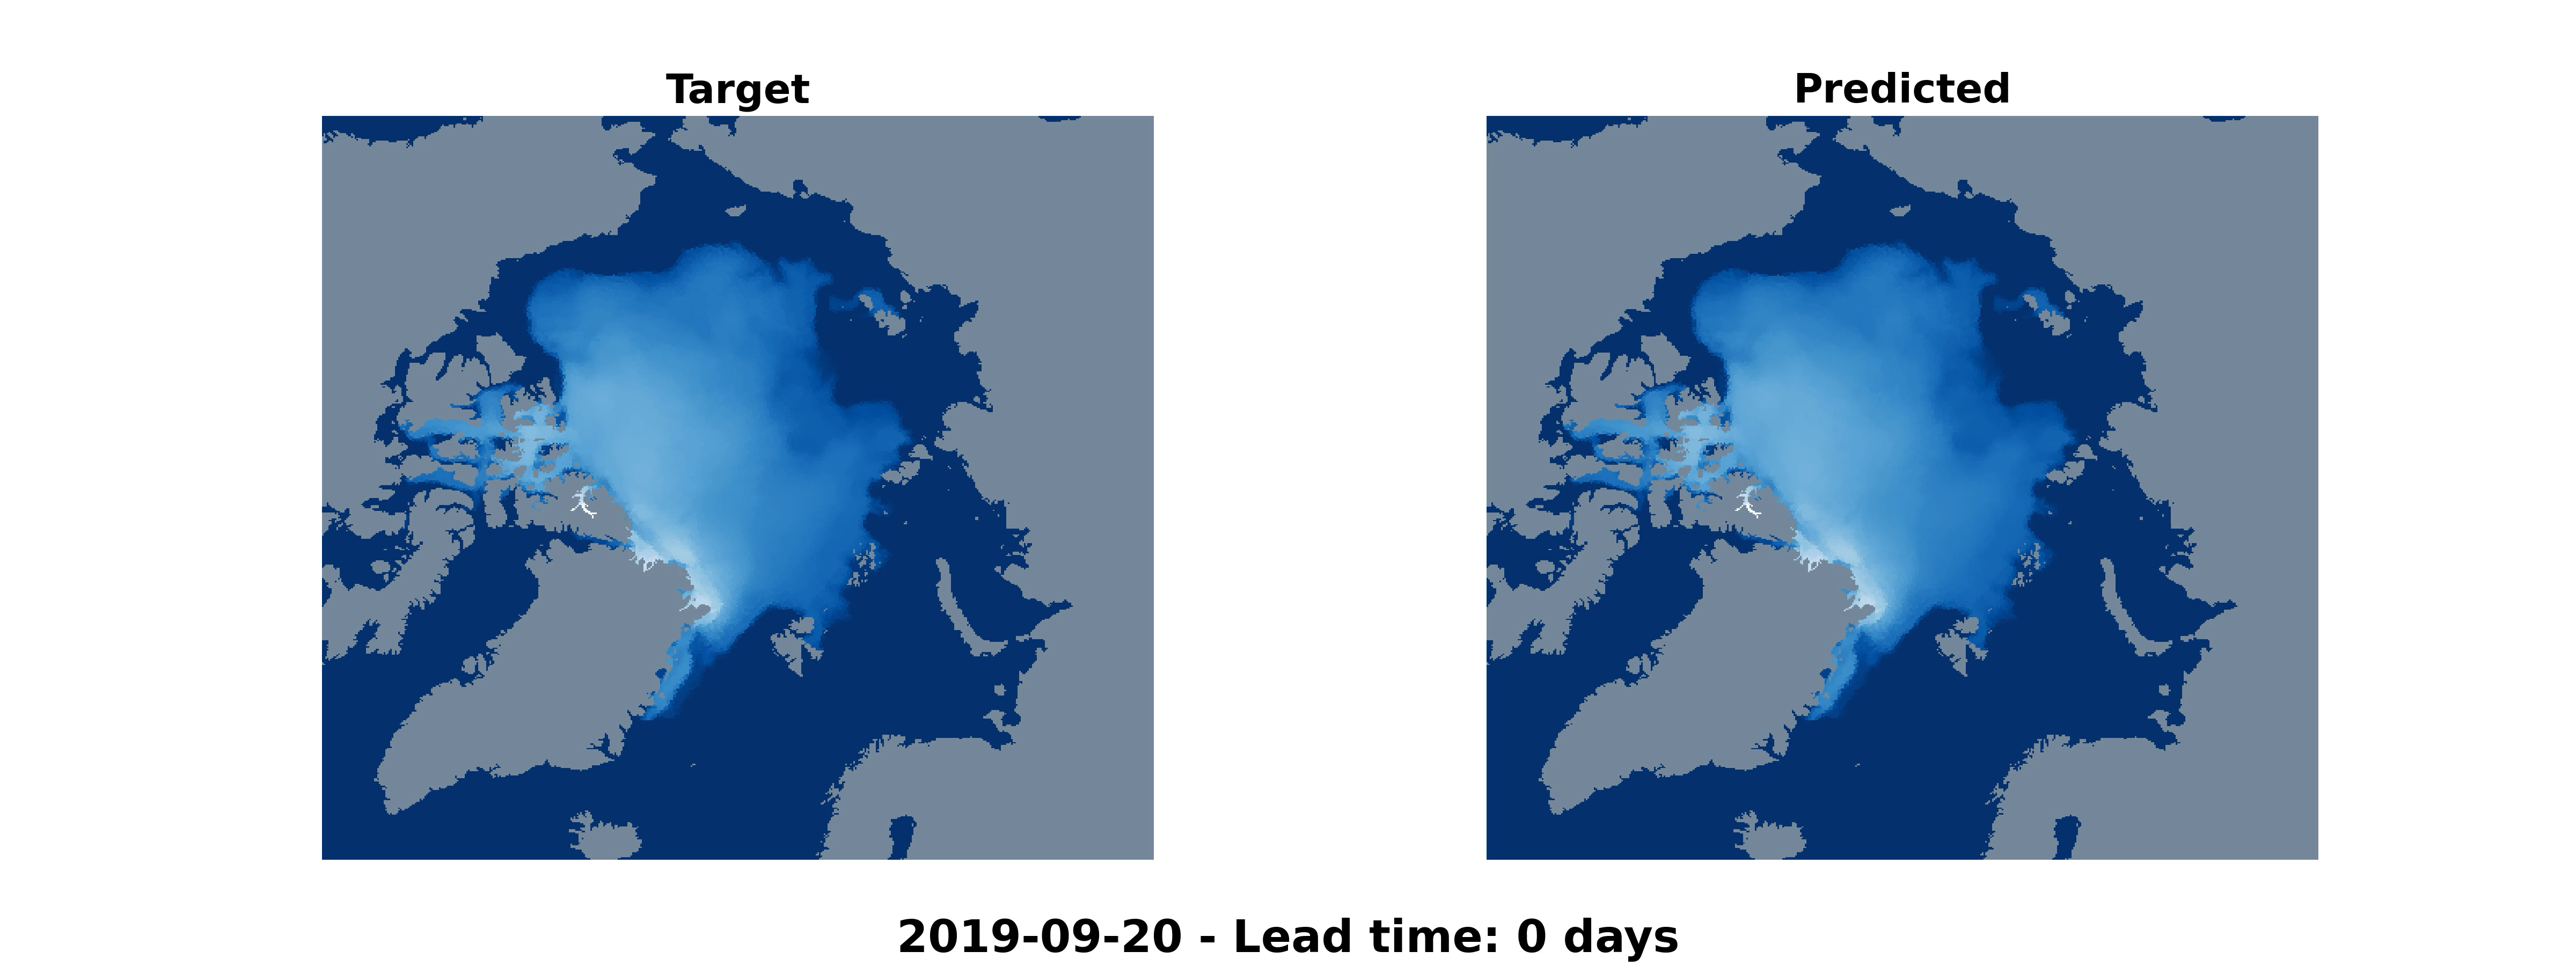 Target
Predicted
2019-09-20 - Lead time: 0 days